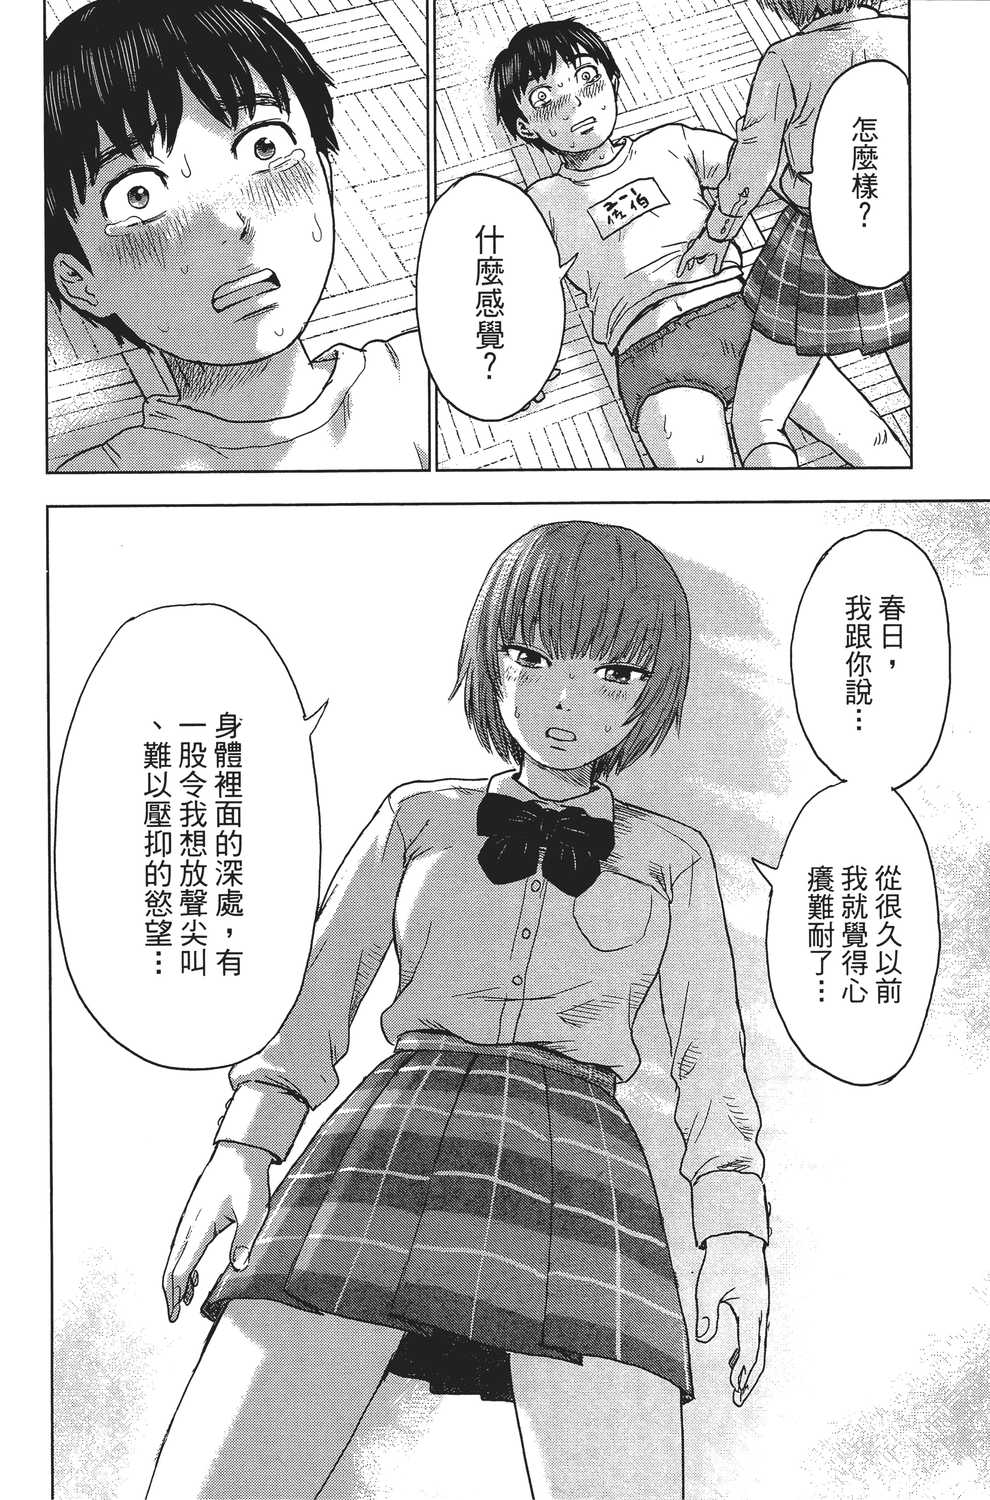 怎麼樣?
什麼感覺?
春日,
我跟你說…
從很久以前
我就覺得心
癢難耐了…
身體裡面的深處,有
一股令我想放聲尖叫
、難以壓抑的慾望…
佐伯